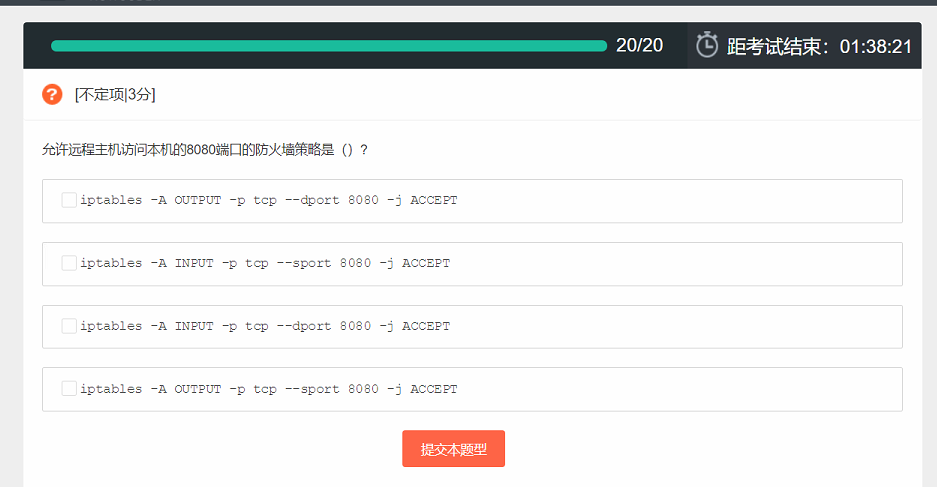 20/20 距考试结束：01:38:21
? [不定项|3分]
允许远程主机访问本机的8080端口的防火墙策略是（）？
iptables -A OUTPUT -p tcp --dport 8080 -j ACCEPT
iptables -A INPUT -p tcp --sport 8080 -j ACCEPT
iptables -A INPUT -p tcp --dport 8080 -j ACCEPT
iptables -A OUTPUT -p tcp --sport 8080 -j ACCEPT
提交本题型